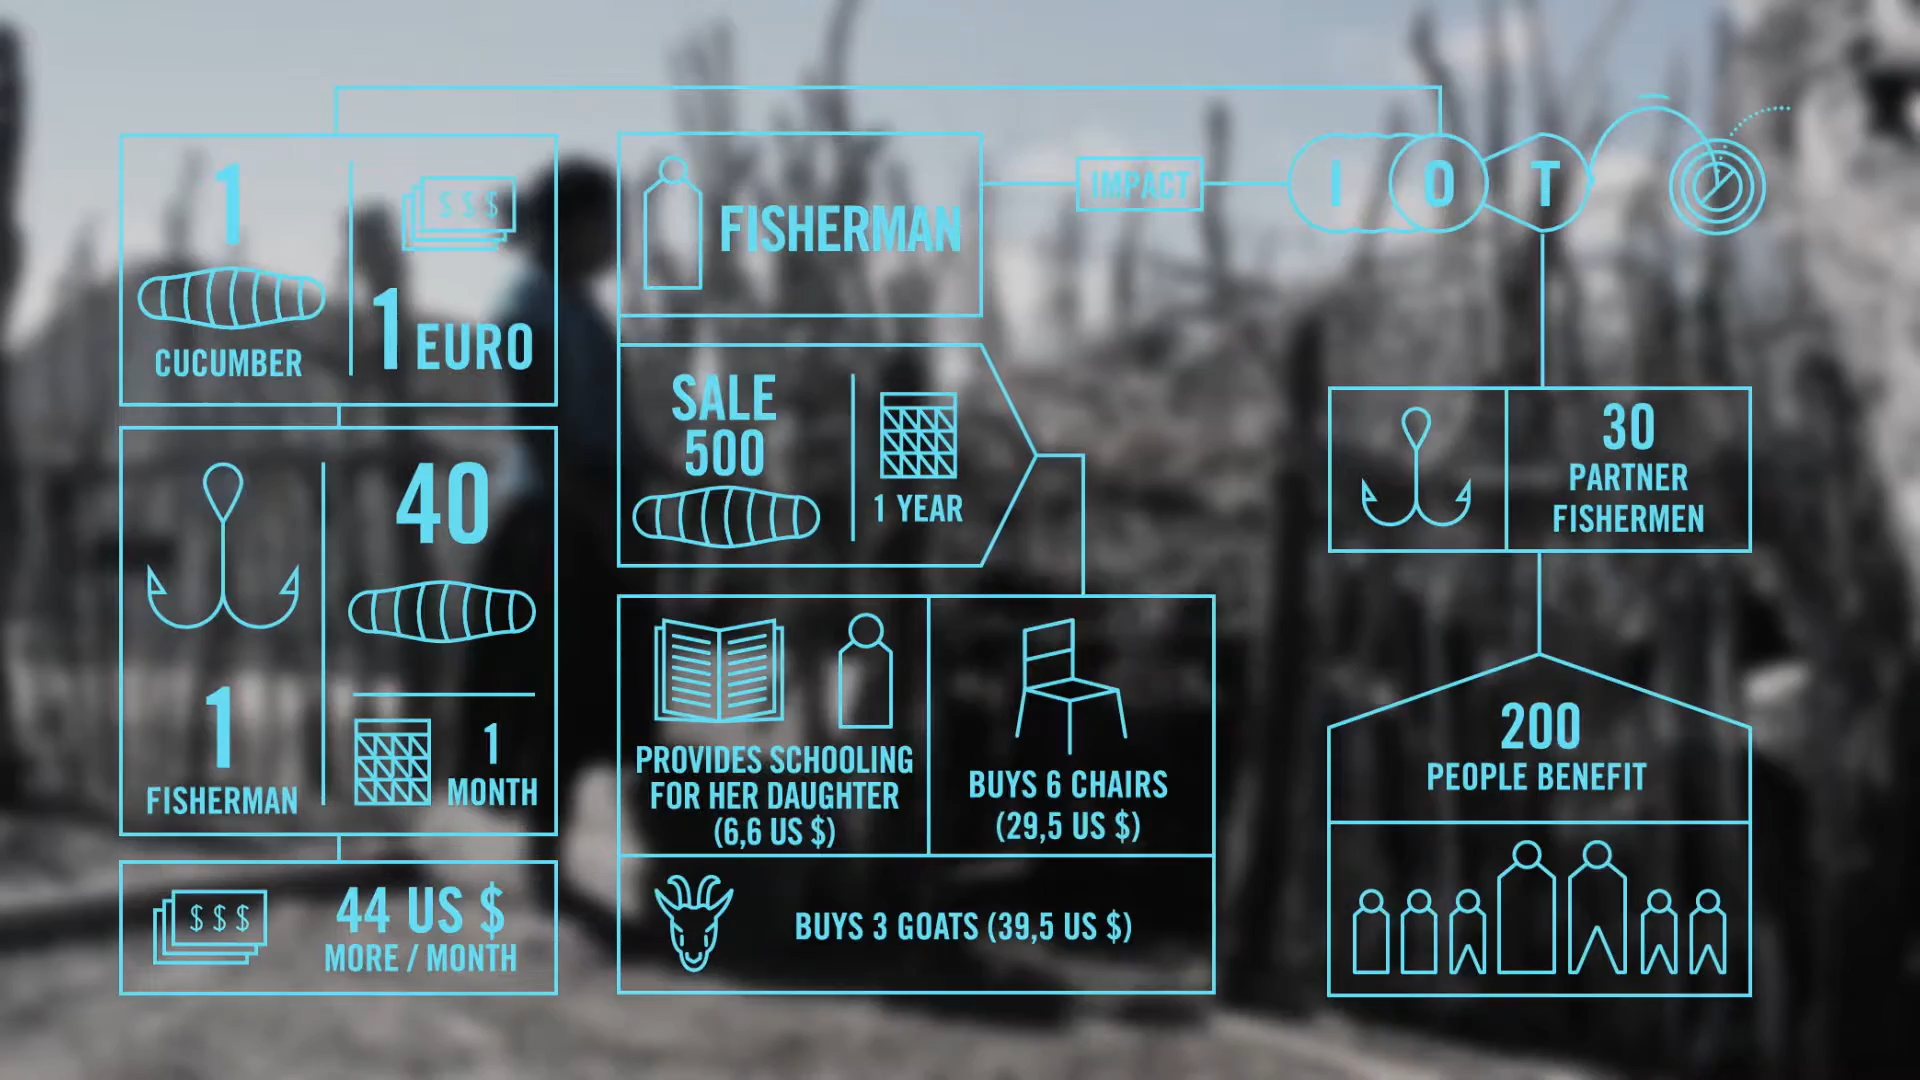 1
CUCUMBER
$ $ $
1 EURO
1
FISHERMAN
40
1
MONTH
$ $ $
44 US $
MORE / MONTH
FISHERMAN
SALE
500
1 YEAR
PROVIDES SCHOOLING
FOR HER DAUGHTER
(6,6 US $)
BUYS 6 CHAIRS
(29,5 US $)
BUYS 3 GOATS (39,5 US $)
IMPACT
I O T
30
PARTNER
FISHERMEN
200
PEOPLE BENEFIT